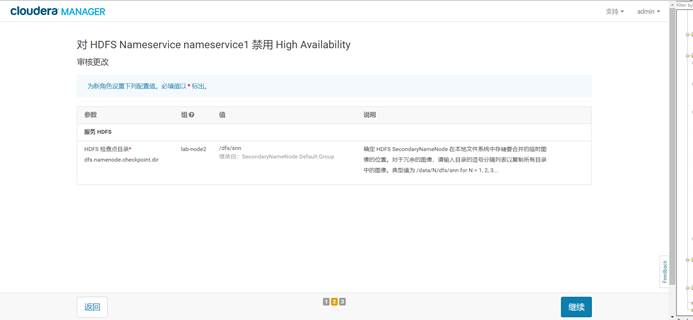 cloudera MANAGER
支持 admin
对 HDFS Nameservice nameservice1 禁用 High Availability
审核更改
为新角色设置下列配置值。必填值以 * 标出。
参数 组 值 说明
服务 HDFS
HDFS 检查点目录* lab-node2 /dfs/ann 确定 HDFS SecondaryNameNode 在本地文件系统中存储要合并的临时图
dfs.namenode.checkpoint.dir 继承自：SecondaryNameNode Default Group 像的位置。对于冗余的图像，请输入目录的逗号分隔列表以复制所有目录
中的图像。典型值为 /data/N/dfs/ann for N = 1, 2, 3...
Feedback
返回 1 2 3 继续